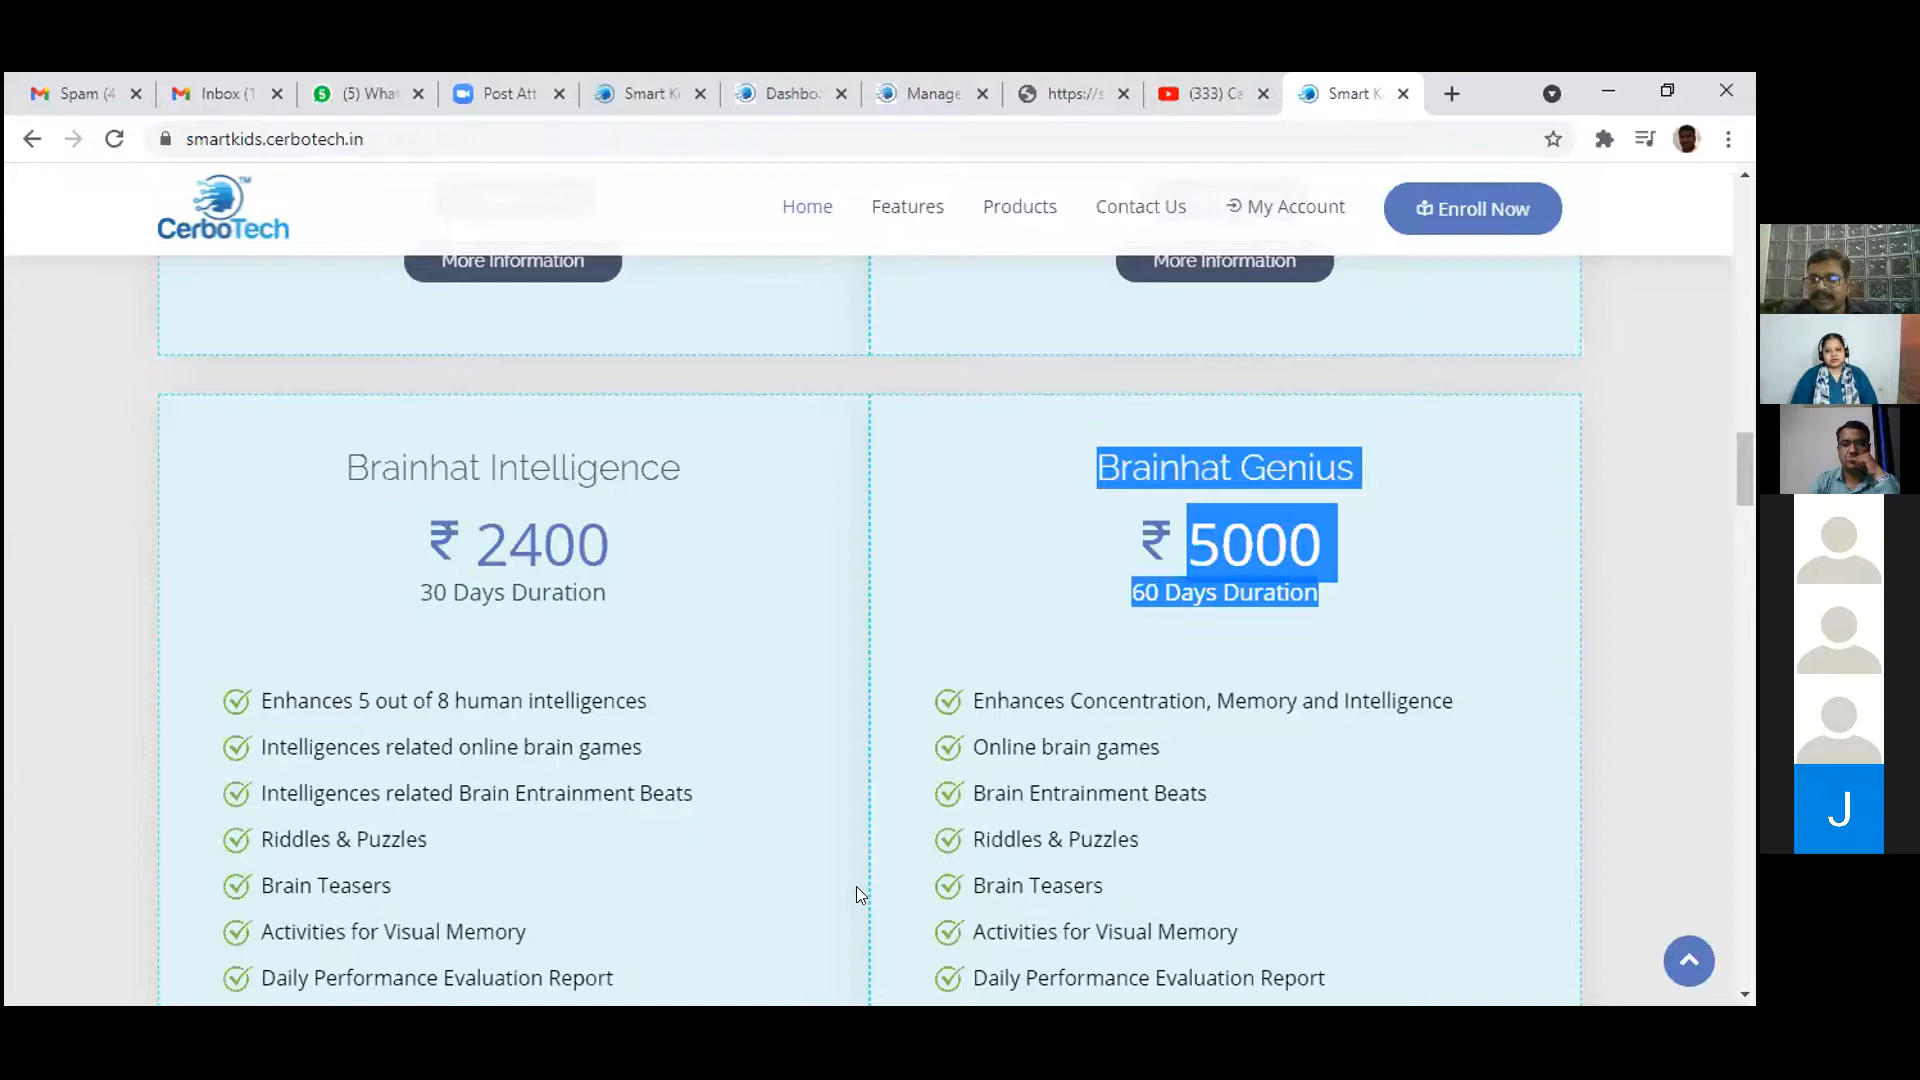 Spam (4
Inbox (1
(5) Wha
Post Att
Smart Ki
Dashbo
Manage
https://s
(333) Ca
Smart K
smartkids.cerbotech.in
CerboTech
TM
Home
Features
Products
Contact Us
My Account
Enroll Now
More Information
More Information
Brainhat Intelligence
₹ 2400
30 Days Duration
Enhances 5 out of 8 human intelligences
Intelligences related online brain games
Intelligences related Brain Entrainment Beats
Riddles & Puzzles
Brain Teasers
Activities for Visual Memory
Daily Performance Evaluation Report
Brainhat Genius
₹ 5000
60 Days Duration
Enhances Concentration, Memory and Intelligence
Online brain games
Brain Entrainment Beats
Riddles & Puzzles
Brain Teasers
Activities for Visual Memory
Daily Performance Evaluation Report
J